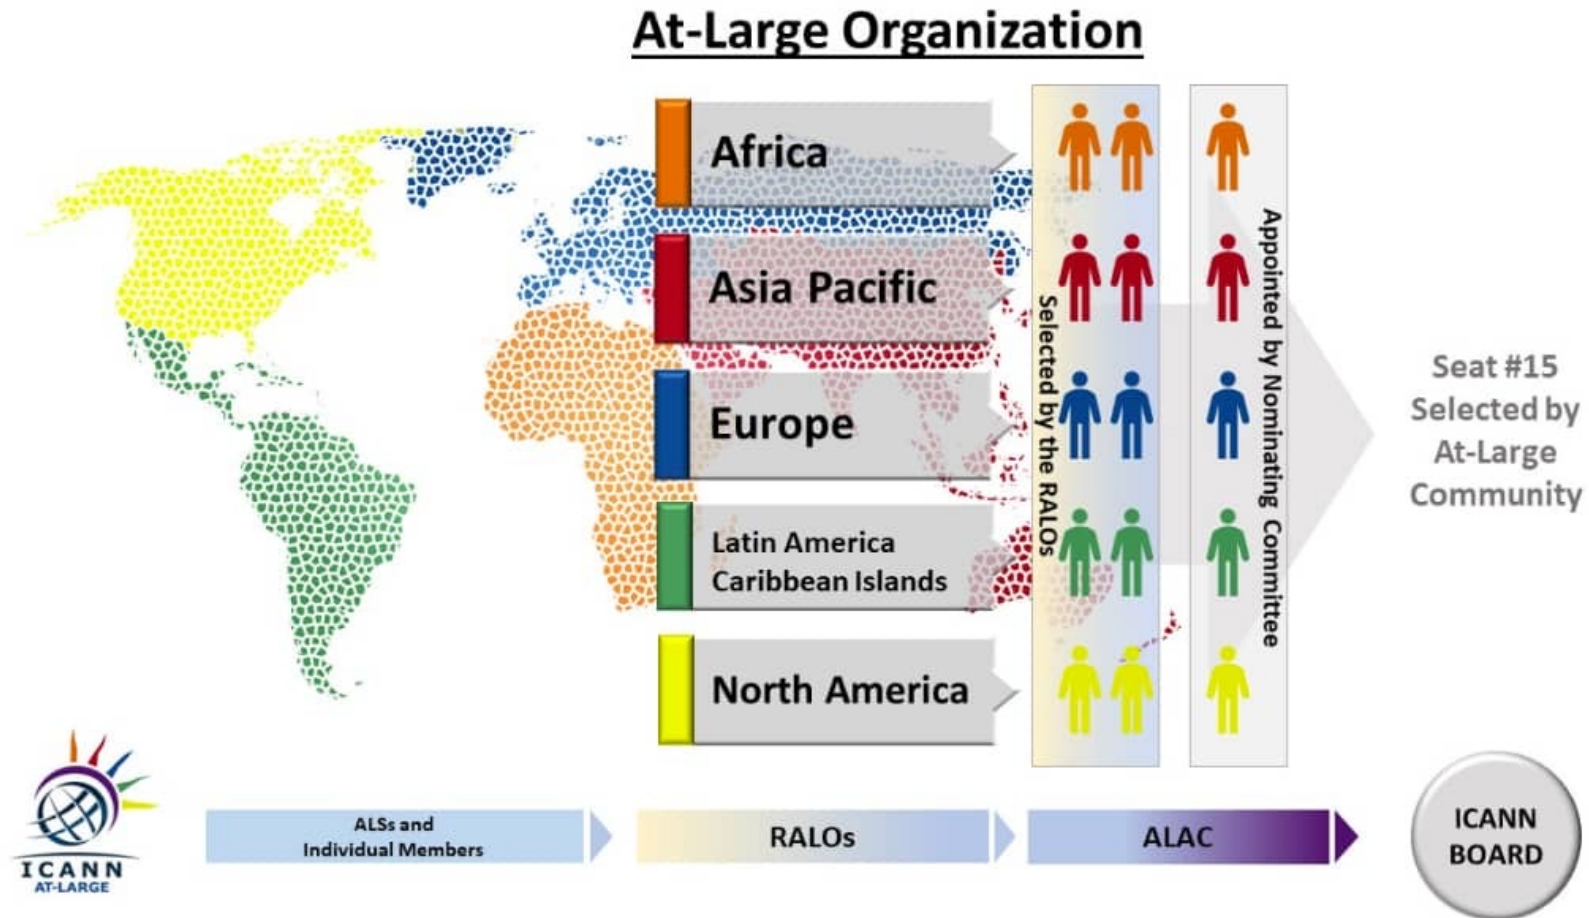 At-Large Organization
Africa
Asia Pacific
Europe
Latin America
Caribbean Islands
North America
Selected by the RALOs
Appointed by Nominating Committee
Seat #15
Selected by
At-Large
Community
ICANN
AT-LARGE
ALSs and
Individual Members
RALOs
ALAC
ICANN
BOARD